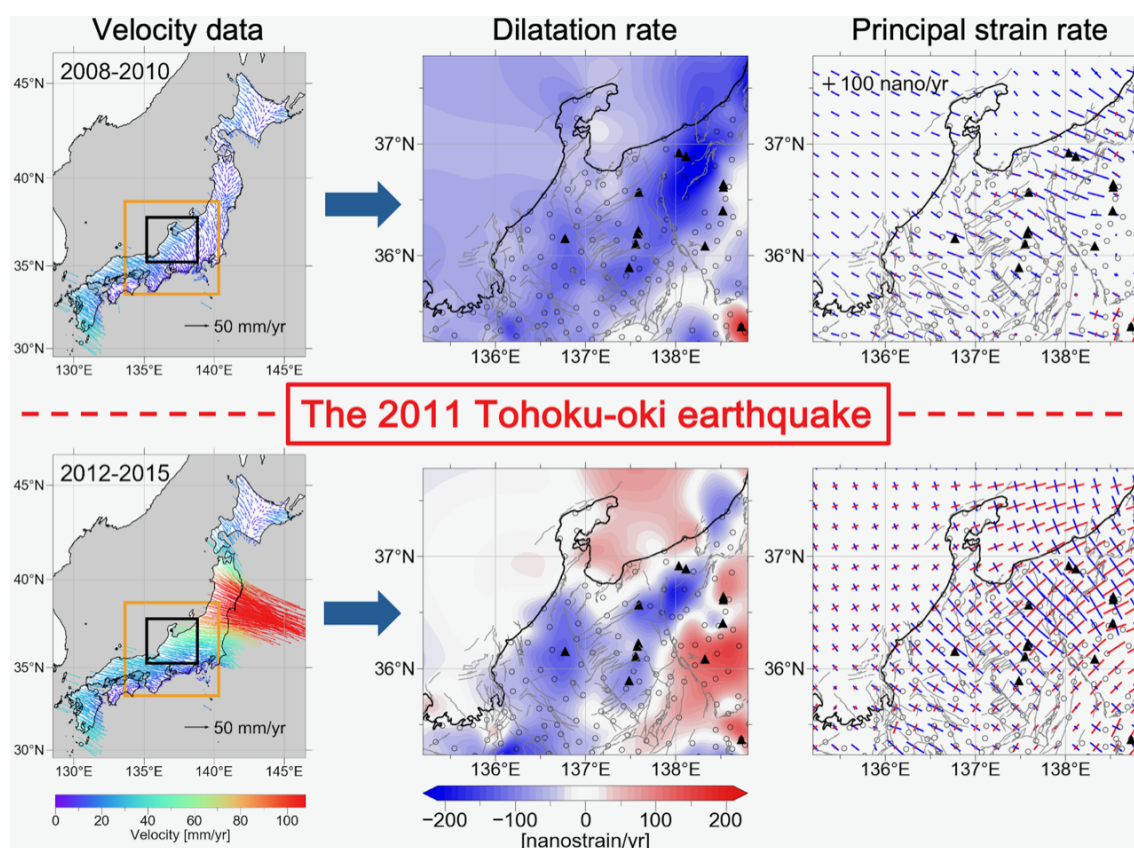 Velocity data
Dilatation rate
Principal strain rate
2008-2010
45°N
40°N
35°N
30°N
130°E 135°E 140°E 145°E
50 mm/yr
37°N
36°N
136°E 137°E 138°E
+ 100 nano/yr
37°N
36°N
136°E 137°E 138°E
The 2011 Tohoku-oki earthquake
2012-2015
45°N
40°N
35°N
30°N
130°E 135°E 140°E 145°E
50 mm/yr
0 20 40 60 80 100
Velocity [mm/yr]
37°N
36°N
136°E 137°E 138°E
−200 −100 0 100 200
[nanostrain/yr]
37°N
36°N
136°E 137°E 138°E